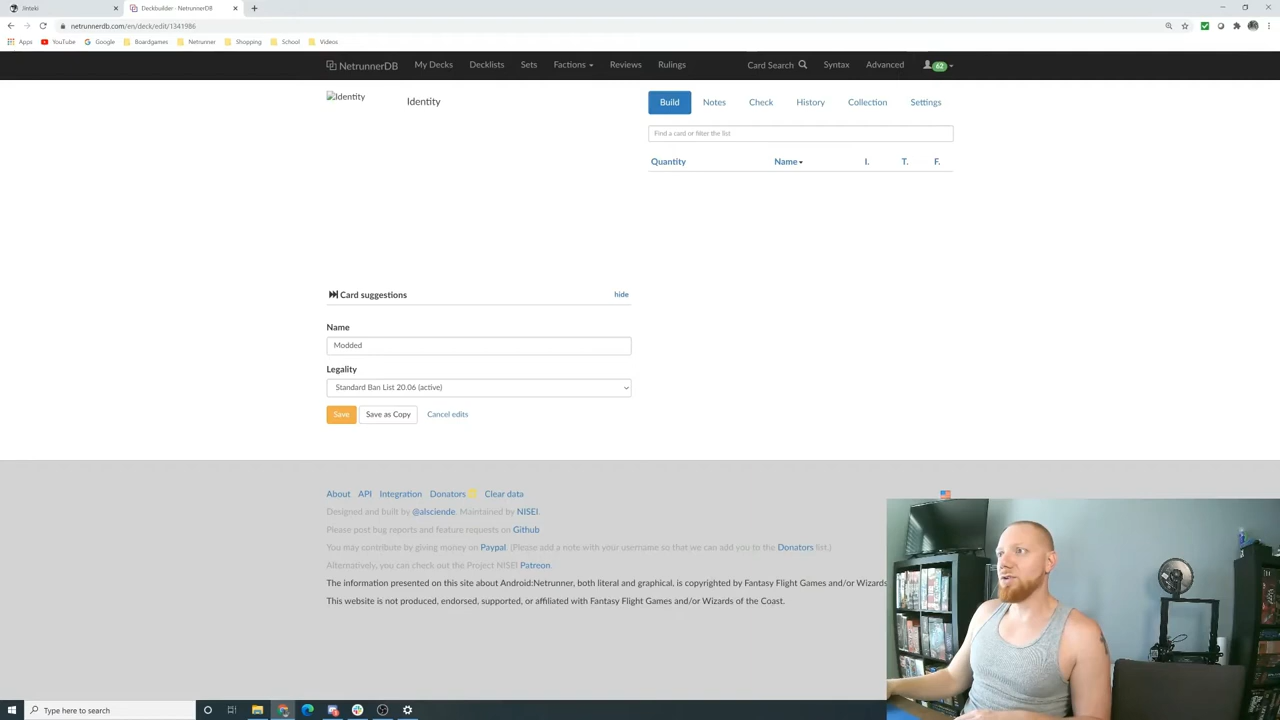 Jinteki
Deckbuilder · NetrunnerDB
netrunnerdb.com/en/deck/edit/1341986
Apps YouTube Google Boardgames Netrunner Shopping School Videos
NetrunnerDB My Decks Decklists Sets Factions Reviews Rulings Card Search Syntax Advanced 62
Identity Identity
Build Notes Check History Collection Settings
Find a card or filter the list
Quantity Name I. T. F.
Card suggestions hide
Name
Modded
Legality
Standard Ban List 20.06 (active)
Save Save as Copy Cancel edits
About API Integration Donators Clear data
Designed and built by @alsciende. Maintained by NISEI.
Please post bug reports and feature requests on Github
You may contribute by giving money on Paypal. (Please add a note with your username so that we can add you to the Donators list.)
Alternatively, you can check out the Project NISEI Patreon.
The information presented on this site about Android:Netrunner, both literal and graphical, is copyrighted by Fantasy Flight Games and/or Wizards
This website is not produced, endorsed, supported, or affiliated with Fantasy Flight Games and/or Wizards of the Coast.
Type here to search